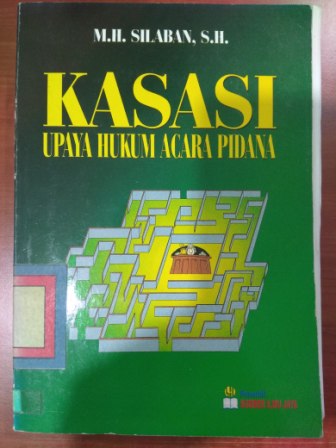 M.H. SILABAN, S.H.
KASASI
UPAYA HUKUM ACARA PIDANA